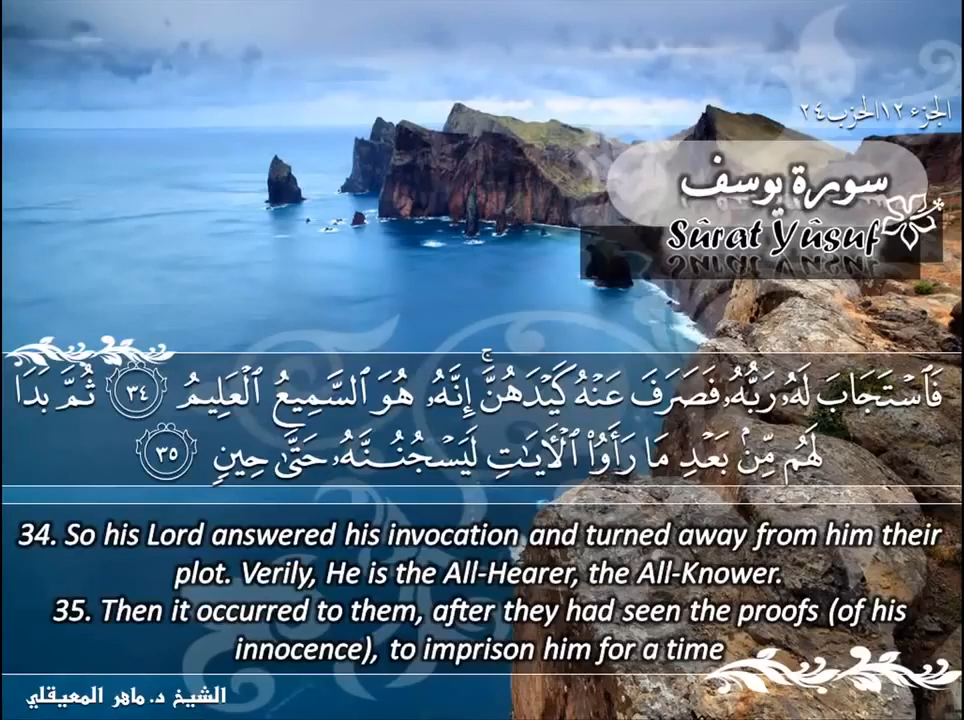 الجزء ١٢ الحزب ٢٤
سورة يوسف
Sûrat Yûsuf
فَٱسْتَجَابَ لَهُۥ رَبُّهُۥ فَصَرَفَ عَنْهُ كَيْدَهُنَّ ۚ إِنَّهُۥ هُوَ ٱلسَّمِيعُ ٱلْعَلِيمُ ٣٤ ثُمَّ بَدَا
لَهُم مِّنۢ بَعْدِ مَا رَأَوُا۟ ٱلْـَٔايَـٰتِ لَيَسْجُنُنَّهُۥ حَتَّىٰ حِينٍ ٣٥
34. So his Lord answered his invocation and turned away from him their
plot. Verily, He is the All-Hearer, the All-Knower.
35. Then it occurred to them, after they had seen the proofs (of his
innocence), to imprison him for a time
الشيخ د. ماهر المعيقلي